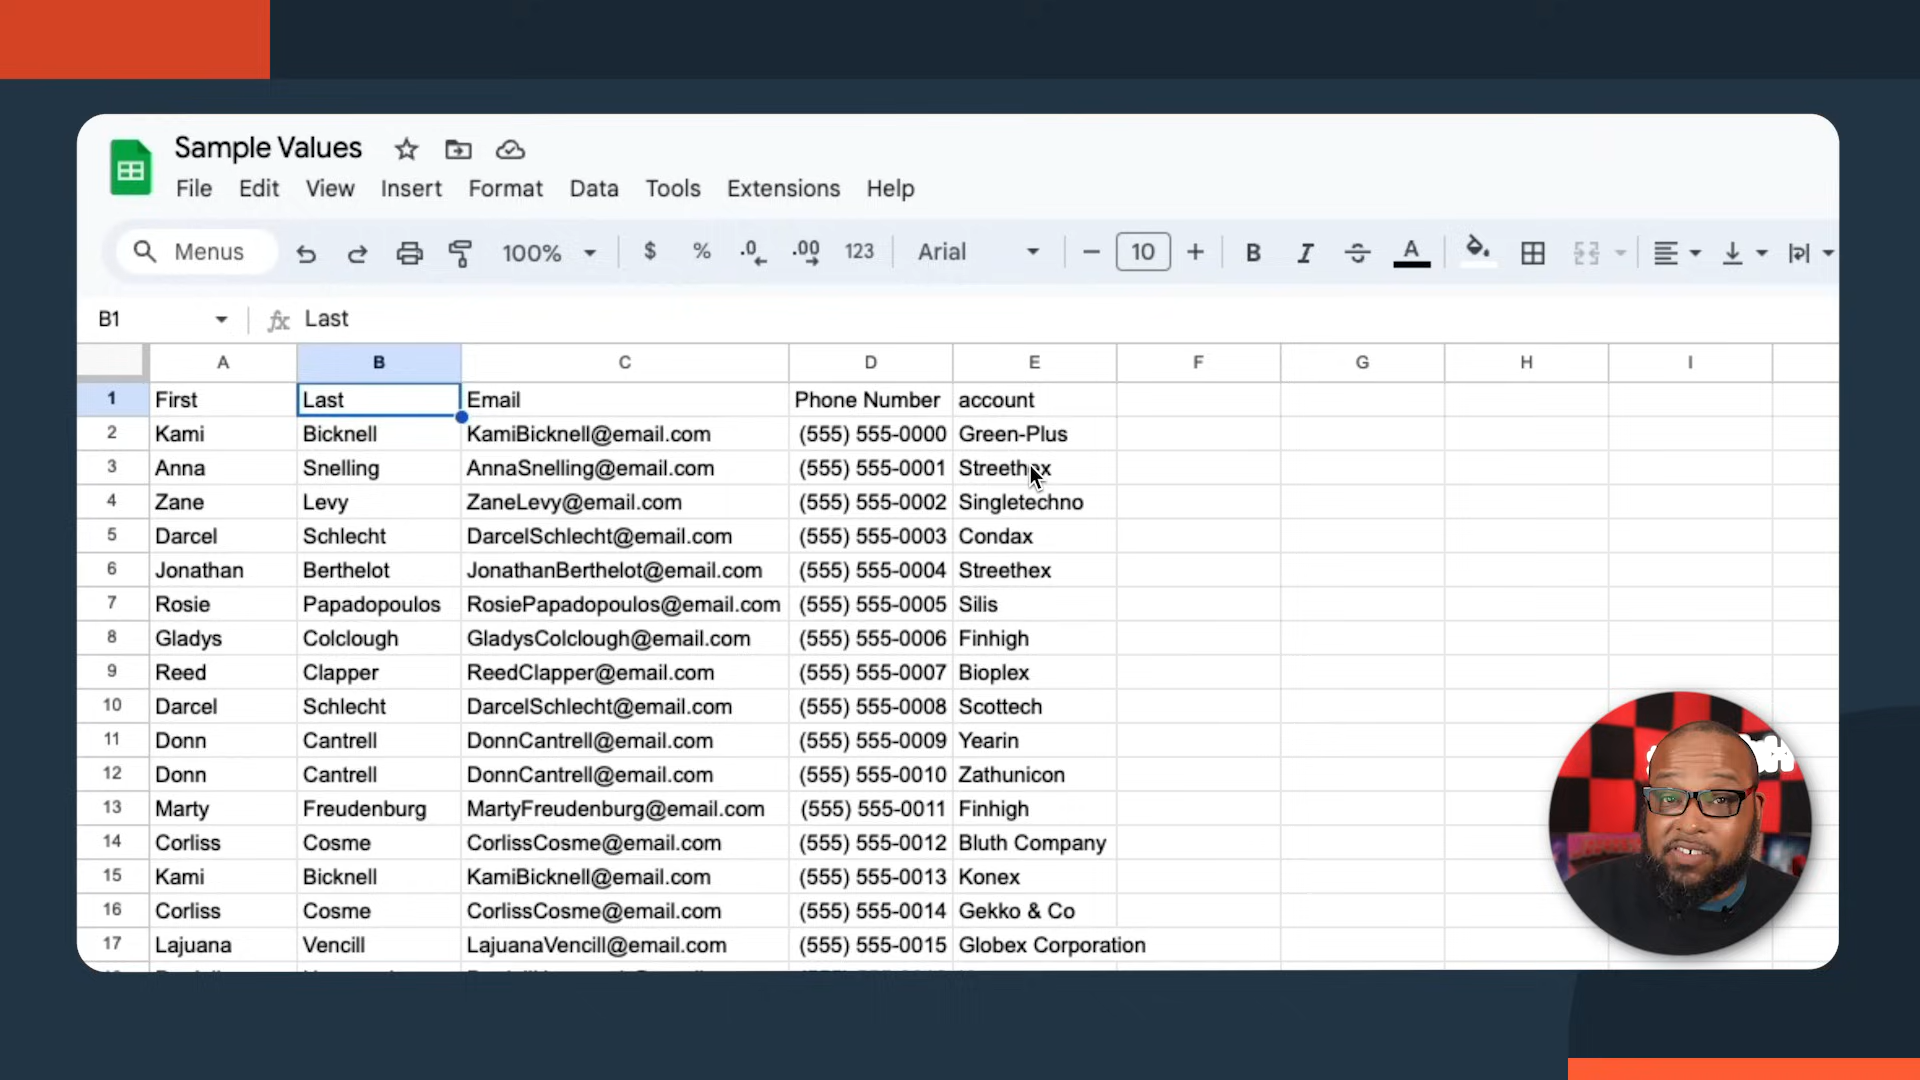 Sample Values
File Edit View Insert Format Data Tools Extensions Help
Menus 100% $ % .0 .00 123 Arial 10 B I S A
B1 fx Last
A B C D E F G H I
1 First Last Email Phone Number account
2 Kami Bicknell KamiBicknell@email.com (555) 555-0000 Green-Plus
3 Anna Snelling AnnaSnelling@email.com (555) 555-0001 Streethex
4 Zane Levy ZaneLevy@email.com (555) 555-0002 Singletechno
5 Darcel Schlecht DarcelSchlecht@email.com (555) 555-0003 Condax
6 Jonathan Berthelot JonathanBerthelot@email.com (555) 555-0004 Streethex
7 Rosie Papadopoulos RosiePapadopoulos@email.com (555) 555-0005 Silis
8 Gladys Colclough GladysColclough@email.com (555) 555-0006 Finhigh
9 Reed Clapper ReedClapper@email.com (555) 555-0007 Bioplex
10 Darcel Schlecht DarcelSchlecht@email.com (555) 555-0008 Scottech
11 Donn Cantrell DonnCantrell@email.com (555) 555-0009 Yearin
12 Donn Cantrell DonnCantrell@email.com (555) 555-0010 Zathunicon
13 Marty Freudenburg MartyFreudenburg@email.com (555) 555-0011 Finhigh
14 Corliss Cosme CorlissCosme@email.com (555) 555-0012 Bluth Company
15 Kami Bicknell KamiBicknell@email.com (555) 555-0013 Konex
16 Corliss Cosme CorlissCosme@email.com (555) 555-0014 Gekko & Co
17 Lajuana Vencill LajuanaVencill@email.com (555) 555-0015 Globex Corporation